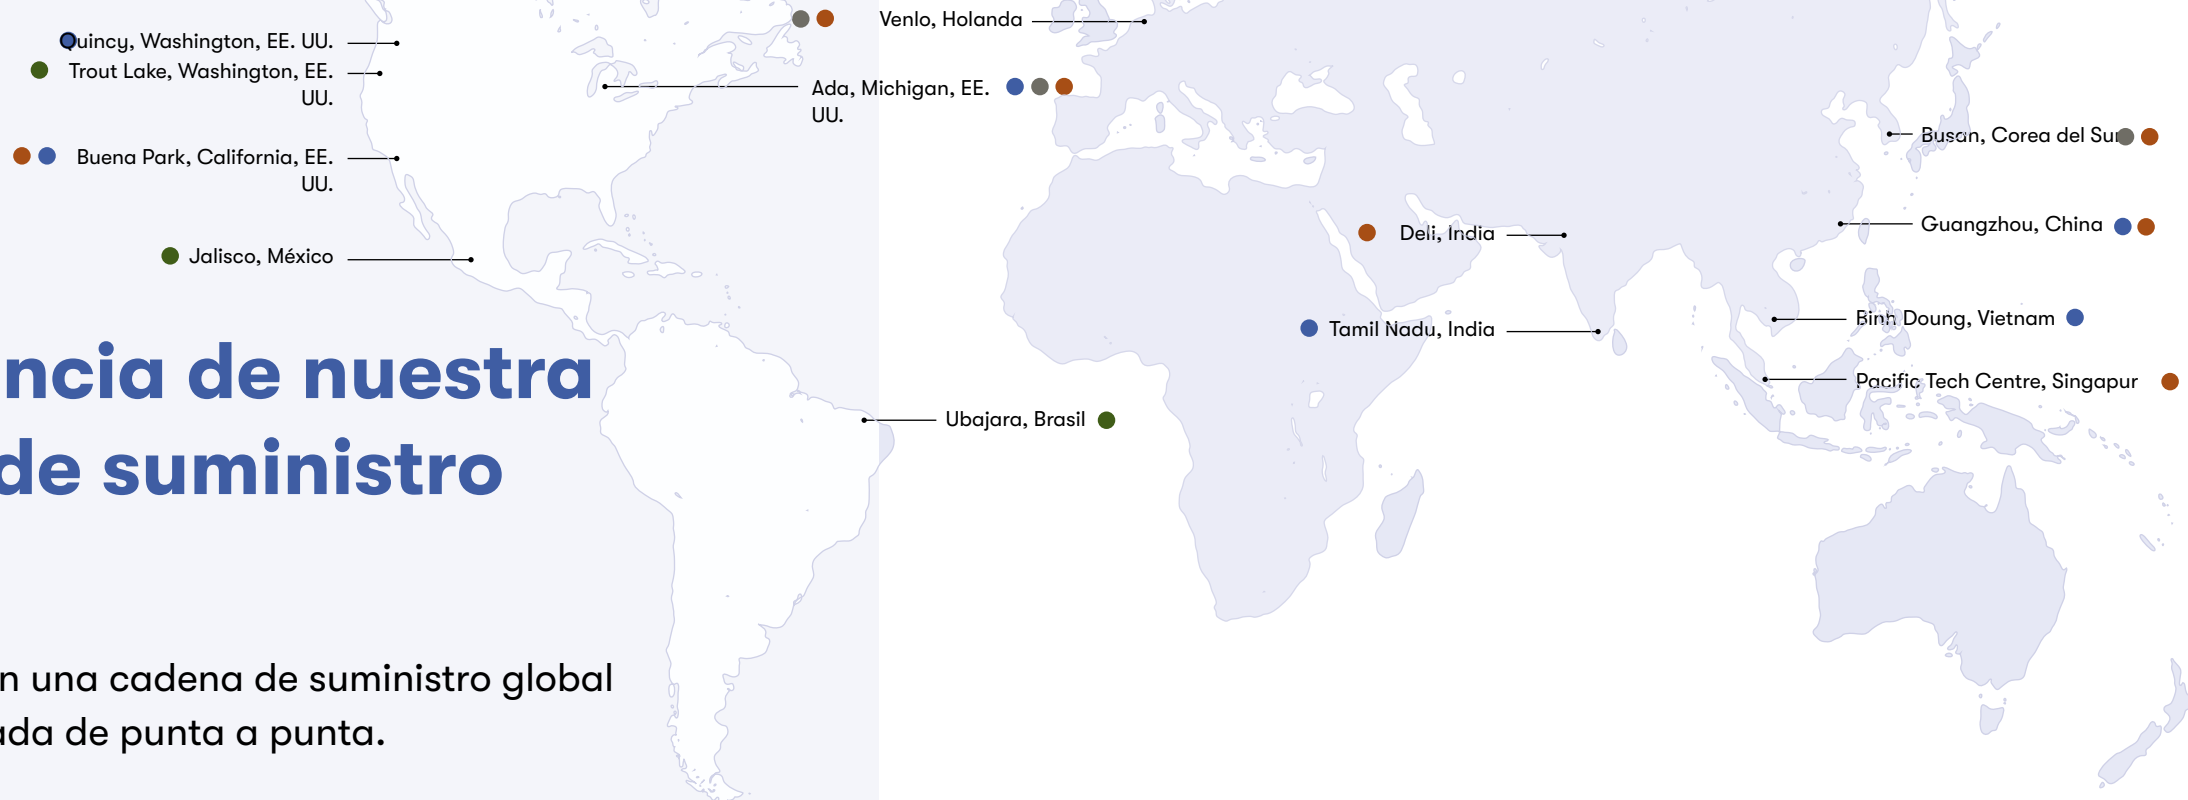 Quincy, Washington, EE. UU.
Trout Lake, Washington, EE.
UU.
Buena Park, California, EE.
UU.
Jalisco, México
Venlo, Holanda
Ada, Michigan, EE.
UU.
Busan, Corea del Sur
Deli, India
Guangzhou, China
Tamil Nadu, India
Binh Doung, Vietnam
Pacific Tech Centre, Singapur
Ubajara, Brasil
ncia de nuestra
de suministro
n una cadena de suministro global
ada de punta a punta.